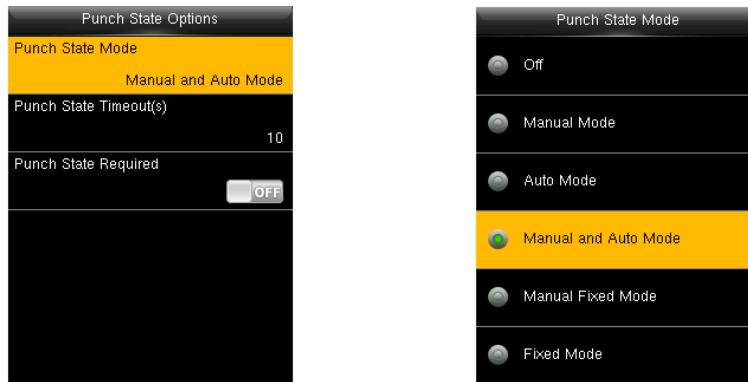 Punch State Options
Punch State Mode
Manual and Auto Mode
Punch State Timeout(s)
10
Punch State Required
OFF
Punch State Mode
Off
Manual Mode
Auto Mode
Manual and Auto Mode
Manual Fixed Mode
Fixed Mode